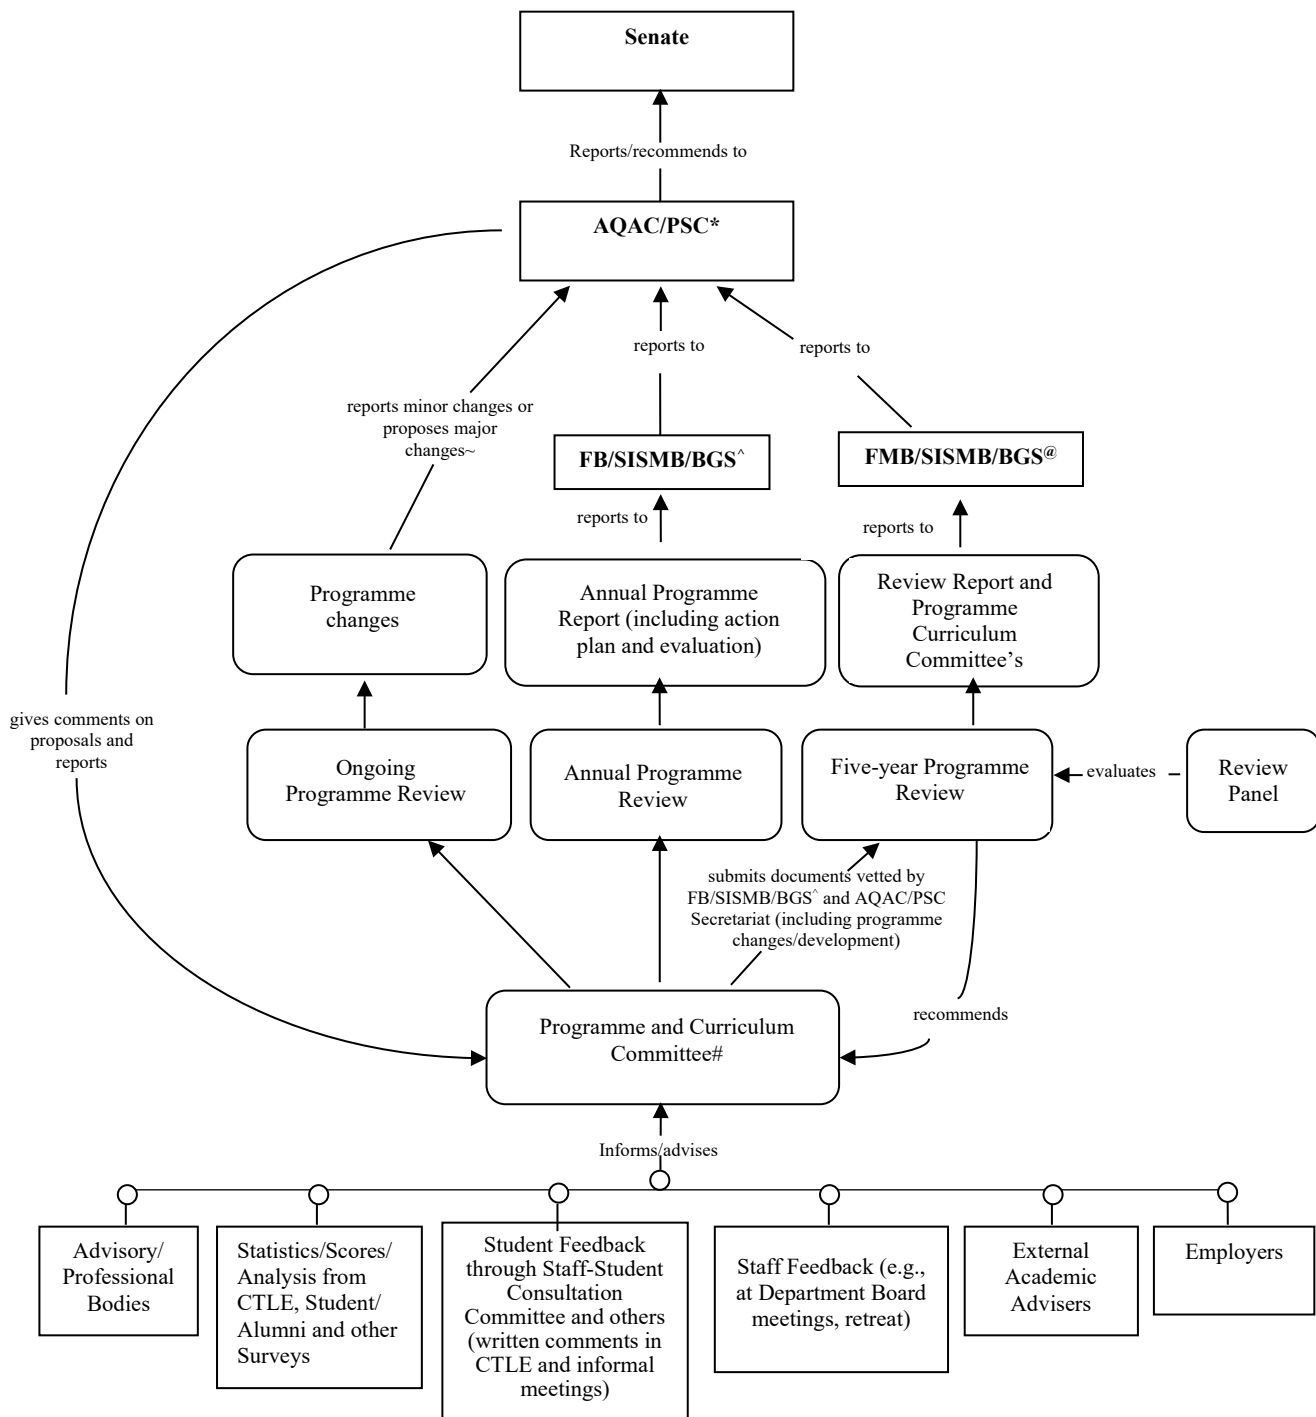 Senate
Reports/recommends to
AQAC/PSC*
reports to
reports to
reports minor changes or
proposes major
changes~
FB/SISMB/BGS^
FMB/SISMB/BGS@
reports to
reports to
Programme
changes
Annual Programme
Report (including action
plan and evaluation)
Review Report and
Programme
Curriculum
Committee’s
gives comments on
proposals and
reports
Ongoing
Programme Review
Annual Programme
Review
Five-year Programme
Review
evaluates
Review
Panel
submits documents vetted by
FB/SISMB/BGS^ and AQAC/PSC
Secretariat (including programme
changes/development)
recommends
Programme and Curriculum
Committee#
Informs/advises
Advisory/
Professional
Bodies
Statistics/Scores/
Analysis from
CTLE, Student/
Alumni and other
Surveys
Student Feedback
through Staff-Student
Consultation
Committee and others
(written comments in
CTLE and informal
meetings)
Staff Feedback (e.g.,
at Department Board
meetings, retreat)
External
Academic
Advisers
Employers